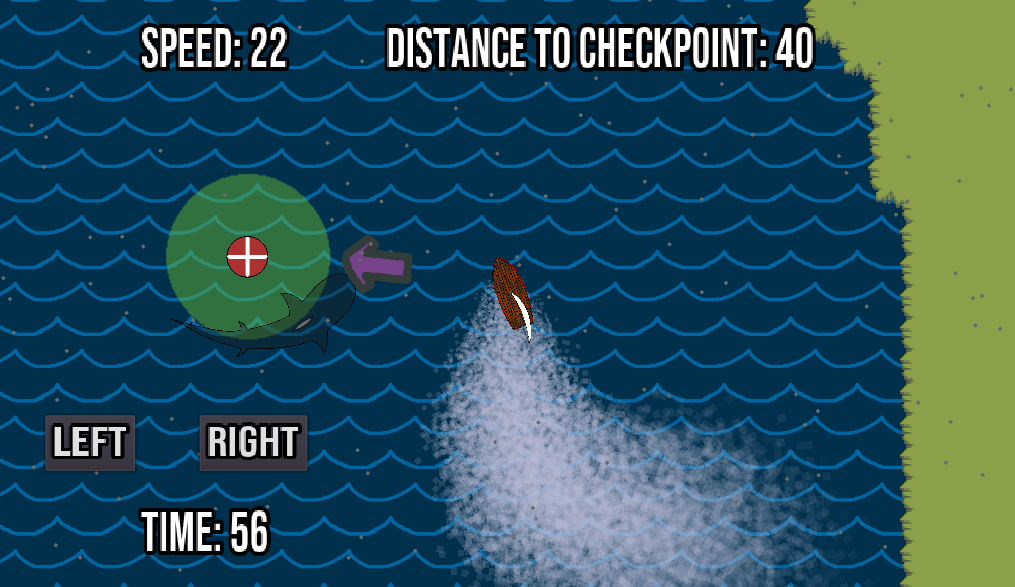 SPEED: 22
DISTANCE TO CHECKPOINT: 40
LEFT
RIGHT
TIME: 56